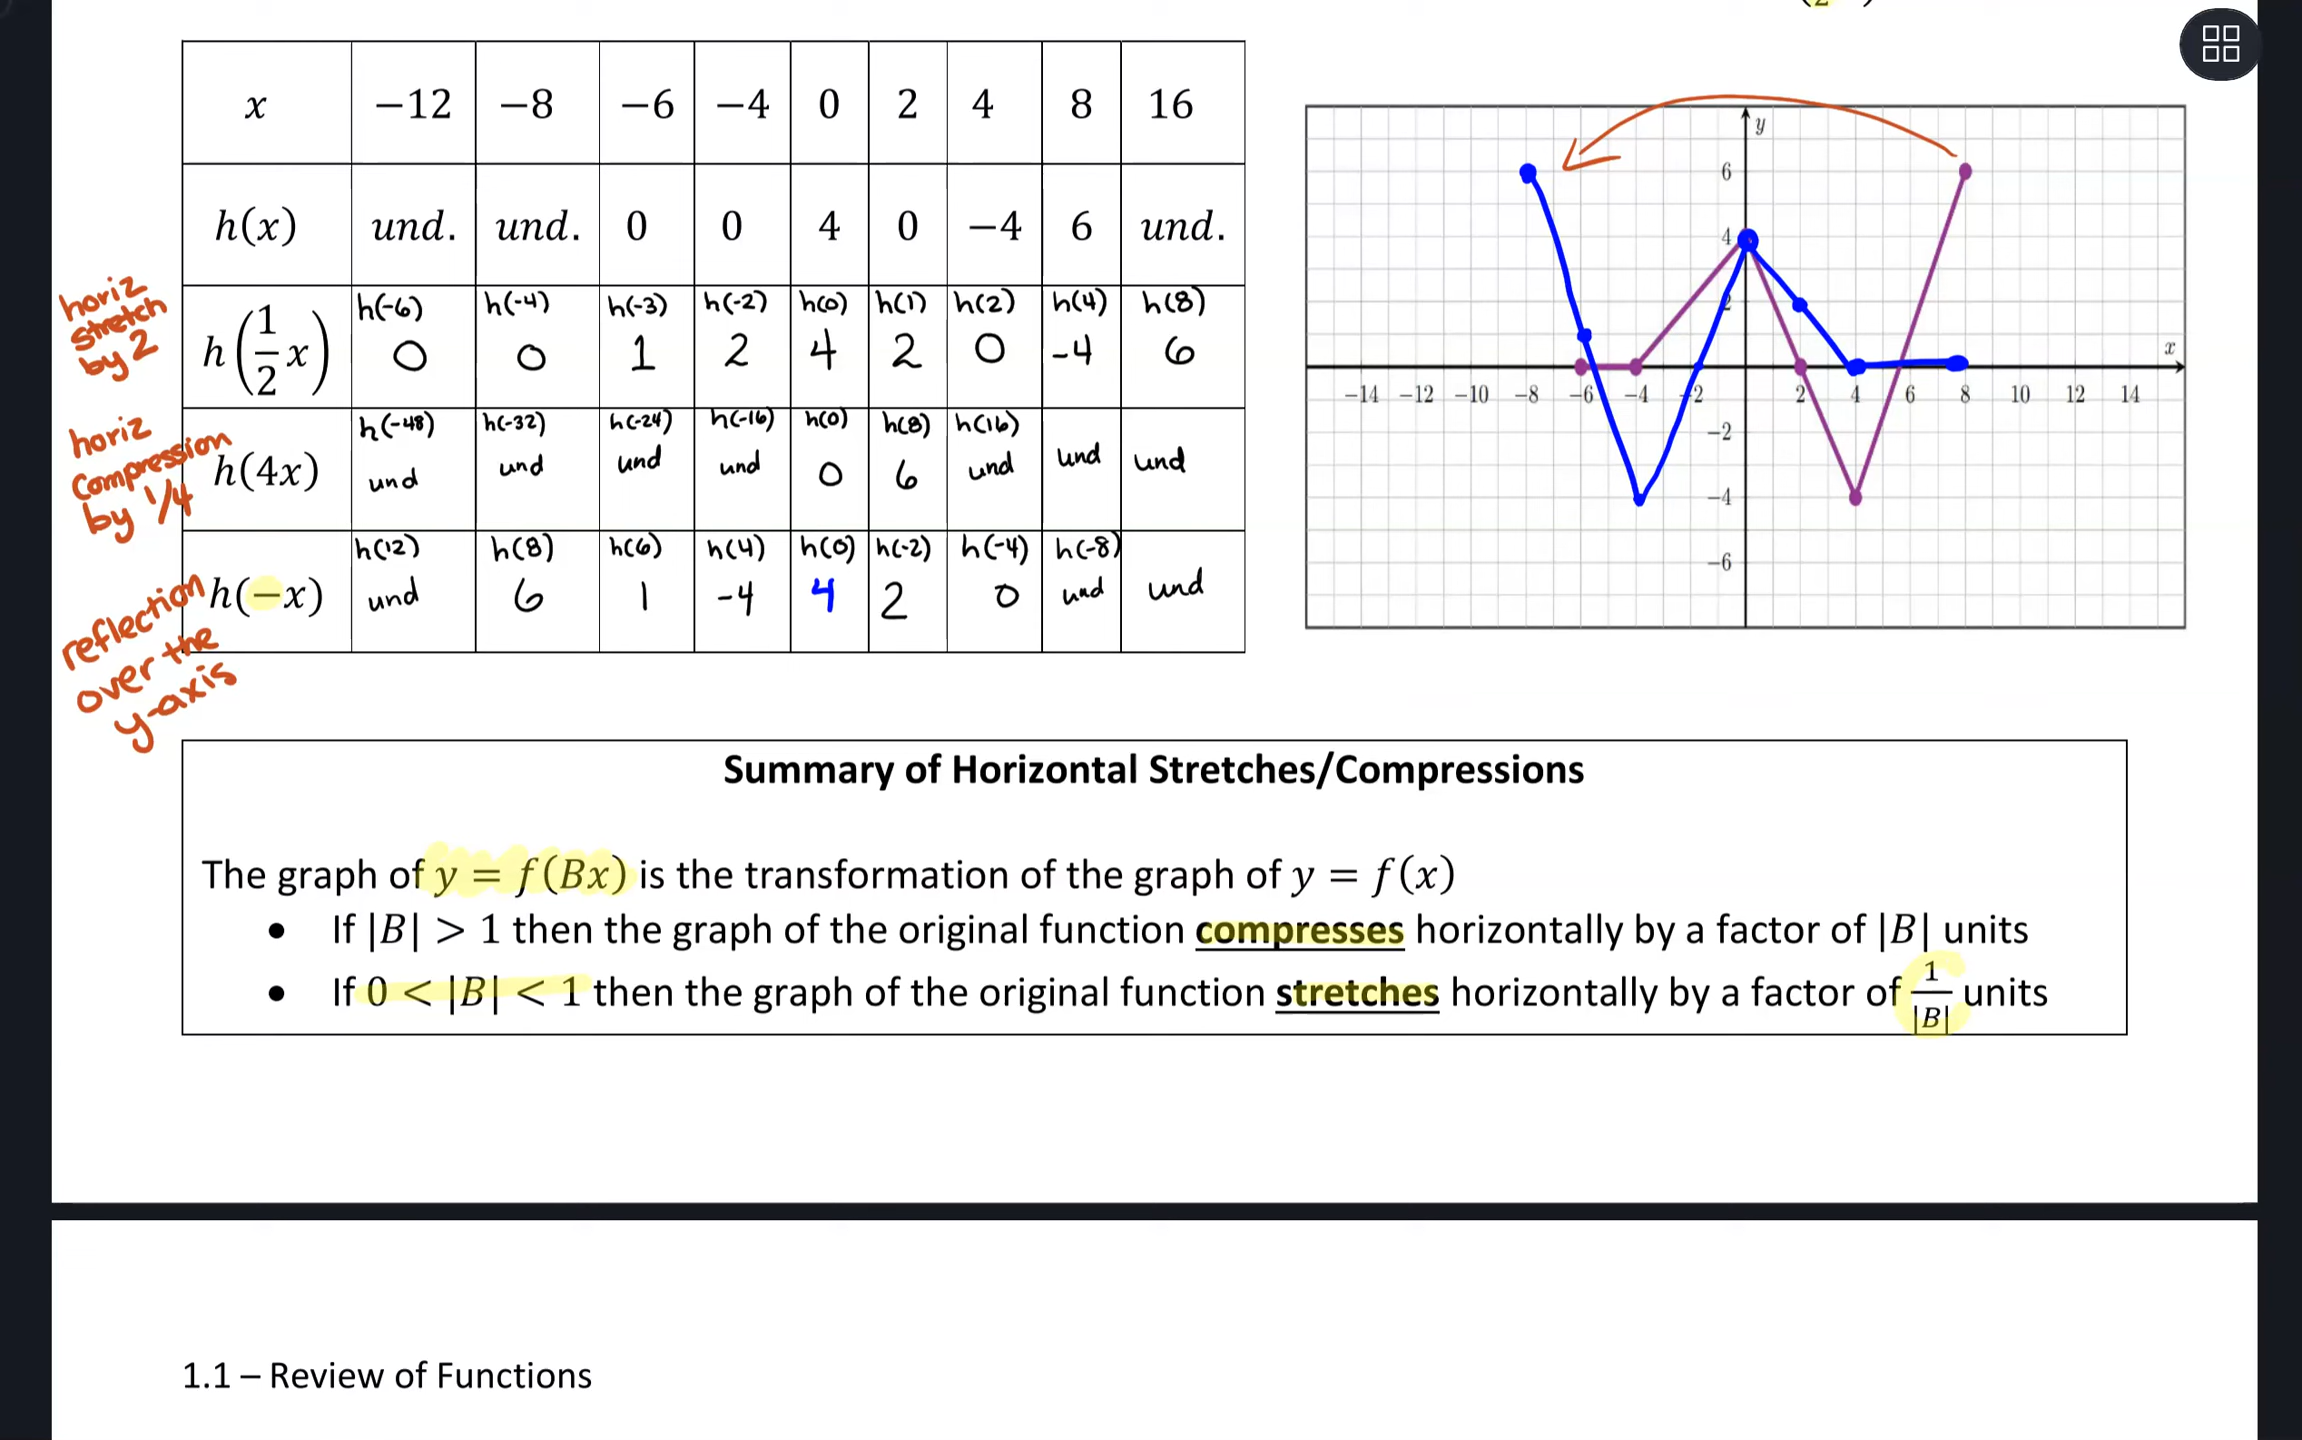 x −12 −8 −6 −4 0 2 4 8 16
h(x) und. und. 0 0 4 0 −4 6 und.
horiz stretch by 2
h(1/2 x) h(-6) h(-4) h(-3) h(-2) h(0) h(1) h(2) h(4) h(8)
0 0 1 2 4 2 0 -4 6
horiz compression by 1/4
h(4x) h(-48) h(-32) h(-24) h(-16) h(0) h(8) h(16)
und und und und 0 6 und und und
reflection over the y-axis
h(−x) h(12) h(8) h(6) h(4) h(0) h(-2) h(-4) h(-8)
und 6 1 -4 4 2 0 und und
y
6
4
2
x
−14 −12 −10 −8 −6 −4 −2 2 4 6 8 10 12 14
−2
−4
−6
Summary of Horizontal Stretches/Compressions
The graph of y = f(Bx) is the transformation of the graph of y = f(x)
• If |B| > 1 then the graph of the original function compresses horizontally by a factor of |B| units
• If 0 < |B| < 1 then the graph of the original function stretches horizontally by a factor of 1/|B| units
1.1 – Review of Functions